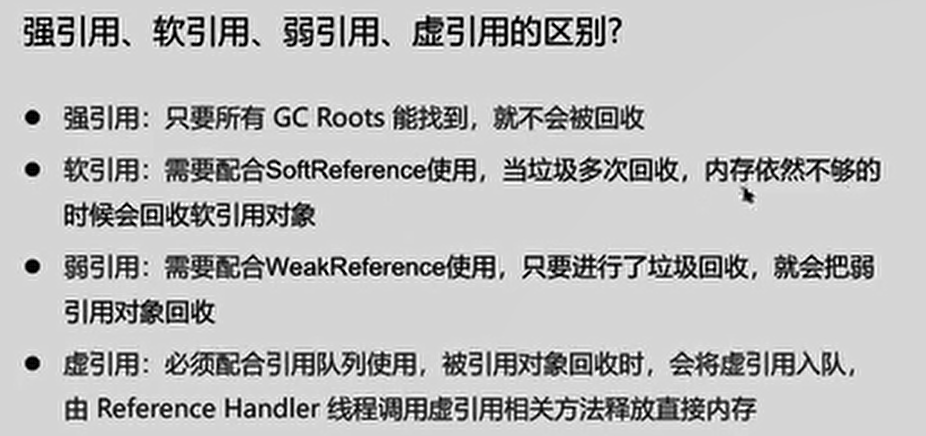 强引用、软引用、弱引用、虚引用的区别?
● 强引用：只要所有 GC Roots 能找到，就不会被回收
● 软引用：需要配合SoftReference使用，当垃圾多次回收，内存依然不够的
时候会回收软引用对象
● 弱引用：需要配合WeakReference使用，只要进行了垃圾回收，就会把弱
引用对象回收
● 虚引用：必须配合引用队列使用，被引用对象回收时，会将虚引用入队，
由 Reference Handler 线程调用虚引用相关方法释放直接内存